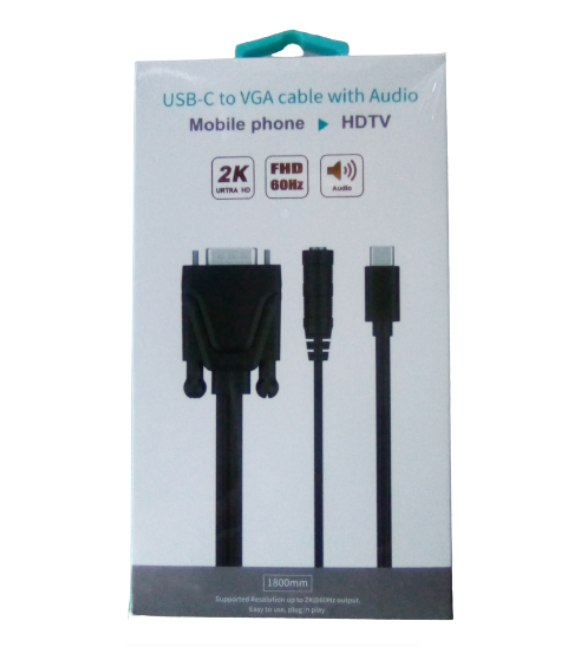 USB-C to VGA cable with Audio
Mobile phone ▶ HDTV
2K
URTRA HD
FHD
60Hz
Audio
1800mm
Supported Resolution up to 2K@60Hz output.
Easy to use, plug in play